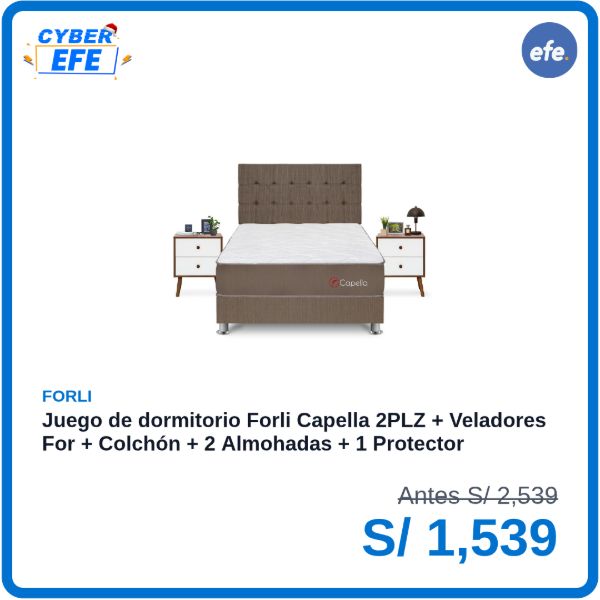 CYBER
EFE
efe.
Capella
FORLI
Juego de dormitorio Forli Capella 2PLZ + Veladores
For + Colchón + 2 Almohadas + 1 Protector
Antes S/ 2,539
S/ 1,539